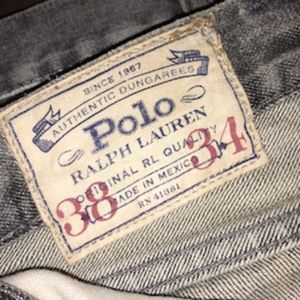 SINCE 1967
AUTHENTIC DUNGAREES
Polo
RALPH LAUREN
ORIGINAL RL QUALITY
38 34
MADE IN MEXICO
RN 41381